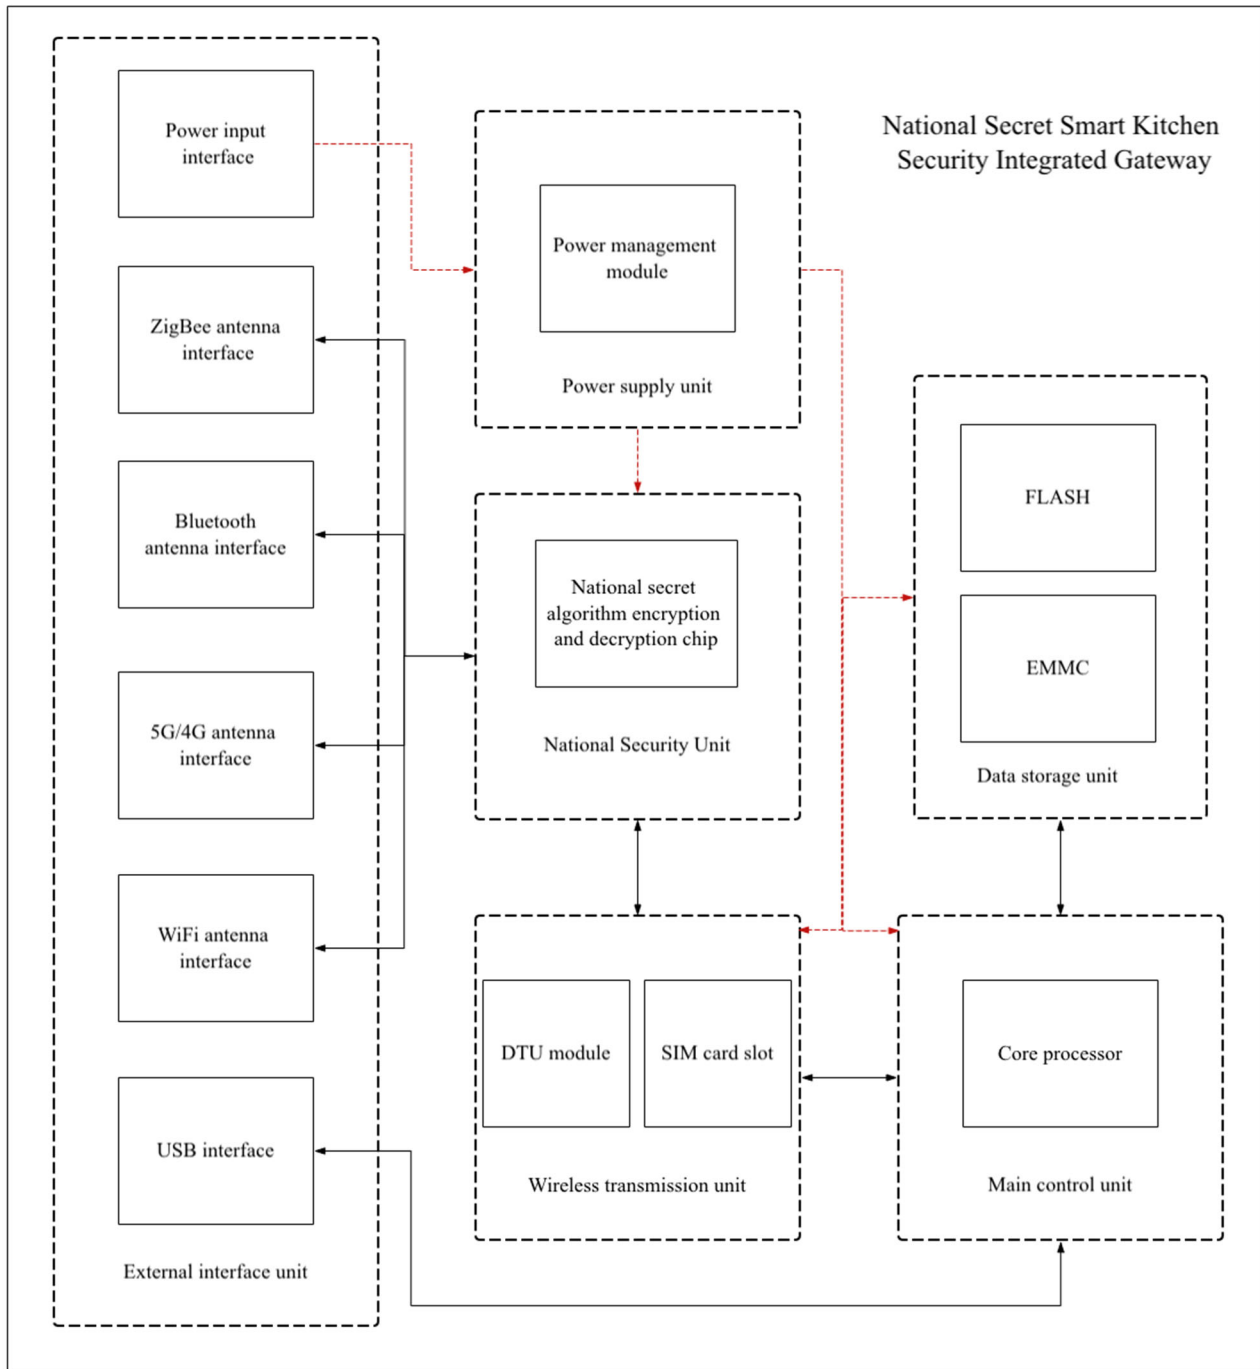 National Secret Smart Kitchen
Security Integrated Gateway
Power input
interface
ZigBee antenna
interface
Bluetooth
antenna interface
5G/4G antenna
interface
WiFi antenna
interface
USB interface
External interface unit
Power management
module
Power supply unit
National secret
algorithm encryption
and decryption chip
National Security Unit
DTU module
SIM card slot
Wireless transmission unit
FLASH
EMMC
Data storage unit
Core processor
Main control unit